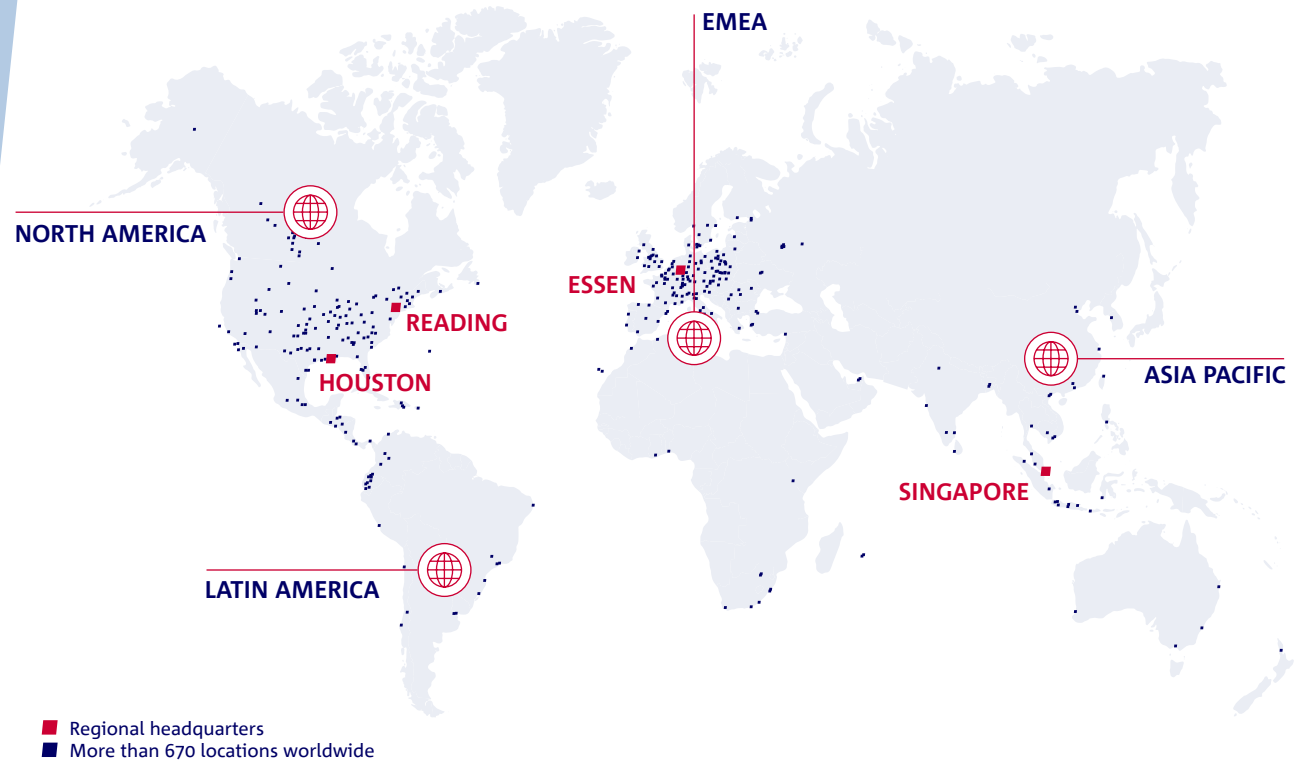 EMEA
NORTH AMERICA
ESSEN
READING
HOUSTON
ASIA PACIFIC
SINGAPORE
LATIN AMERICA
Regional headquarters
More than 670 locations worldwide